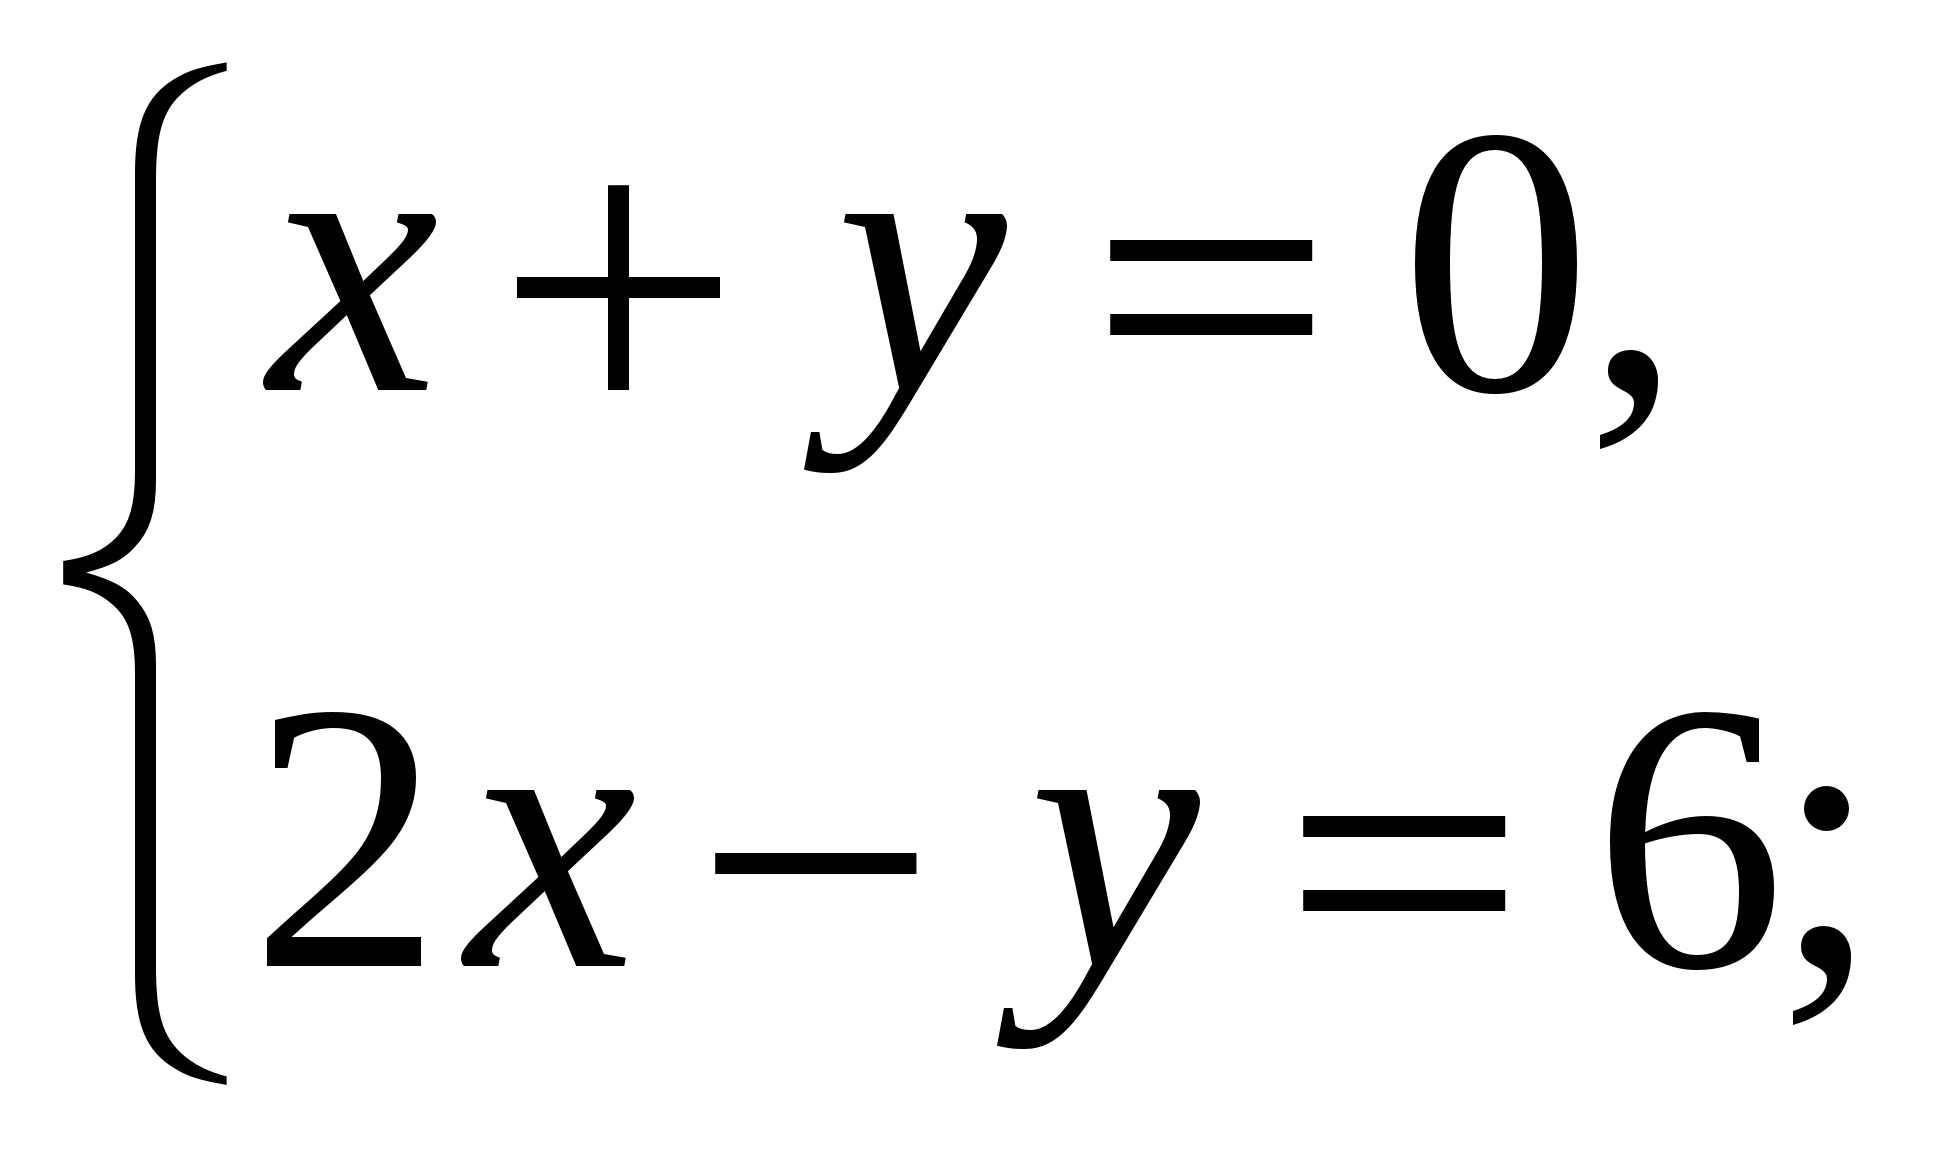 x + y = 0,
2x − y = 6;